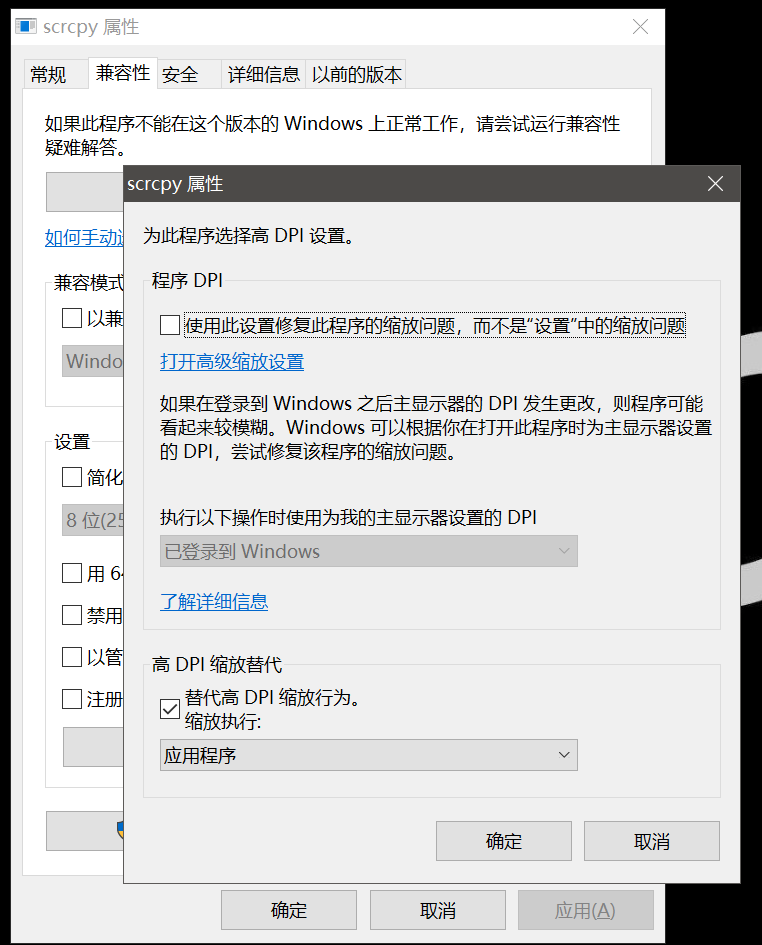 scrcpy 属性
常规
兼容性
安全
详细信息
以前的版本
如果此程序不能在这个版本的 Windows 上正常工作，请尝试运行兼容性
疑难解答。
如何手动
兼容模式
以兼
Windo
设置
简化
8 位(25
用 64
禁用
以管
注册
scrcpy 属性
为此程序选择高 DPI 设置。
程序 DPI
使用此设置修复此程序的缩放问题，而不是“设置”中的缩放问题
打开高级缩放设置
如果在登录到 Windows 之后主显示器的 DPI 发生更改，则程序可能
看起来较模糊。Windows 可以根据你在打开此程序时为主显示器设置
的 DPI，尝试修复该程序的缩放问题。
执行以下操作时使用为我的主显示器设置的 DPI
已登录到 Windows
了解详细信息
高 DPI 缩放替代
替代高 DPI 缩放行为。
缩放执行:
应用程序
确定
取消
确定
取消
应用(A)